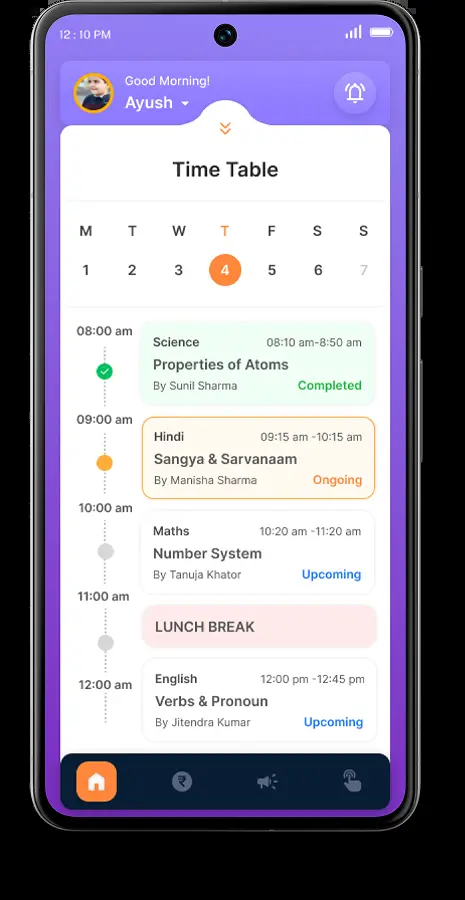 12 : 10 PM
Good Morning!
Ayush
Time Table
M T W T F S S
1 2 3 4 5 6 7
08:00 am
Science 08:10 am-8:50 am
Properties of Atoms
By Sunil Sharma Completed
09:00 am
Hindi 09:15 am -10:15 am
Sangya & Sarvanaam
By Manisha Sharma Ongoing
10:00 am
Maths 10:20 am -11:20 am
Number System
By Tanuja Khator Upcoming
11:00 am
LUNCH BREAK
12:00 am
English 12:00 pm -12:45 pm
Verbs & Pronoun
By Jitendra Kumar Upcoming